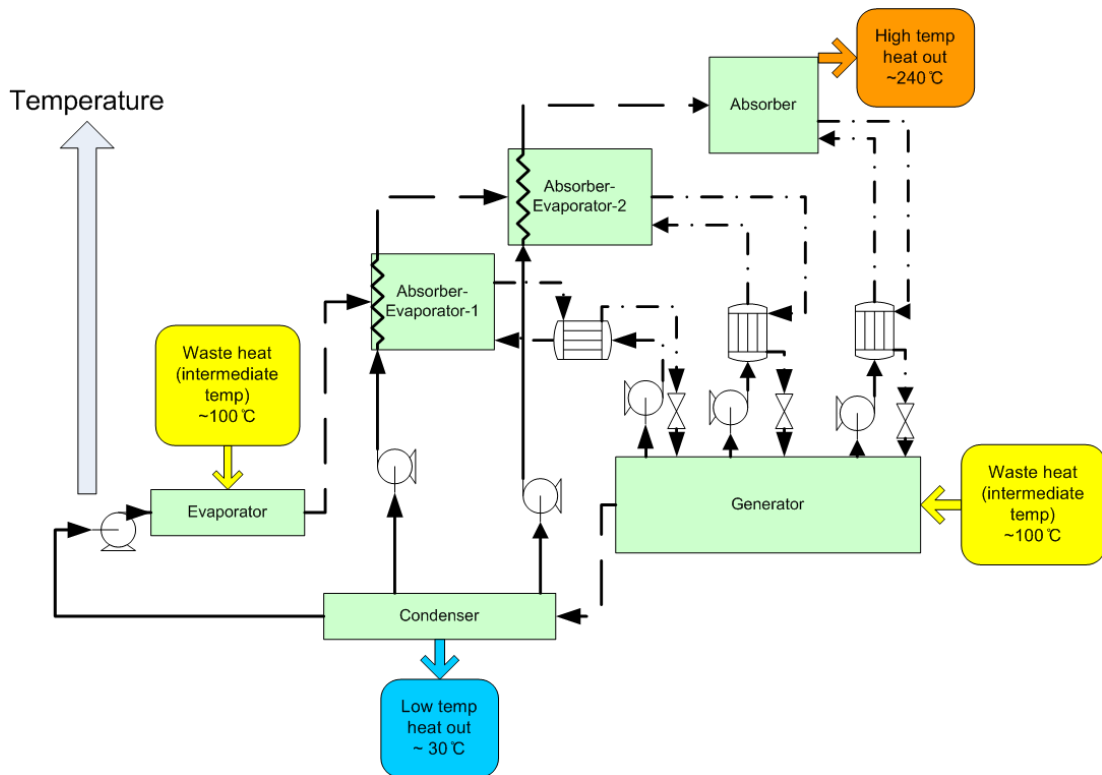 High temp
heat out
~240℃
Temperature
Absorber
Absorber-
Evaporator-2
Absorber-
Evaporator-1
Waste heat
(intermediate
temp)
~100℃
Evaporator
Generator
Waste heat
(intermediate
temp)
~100℃
Condenser
Low temp
heat out
~ 30℃